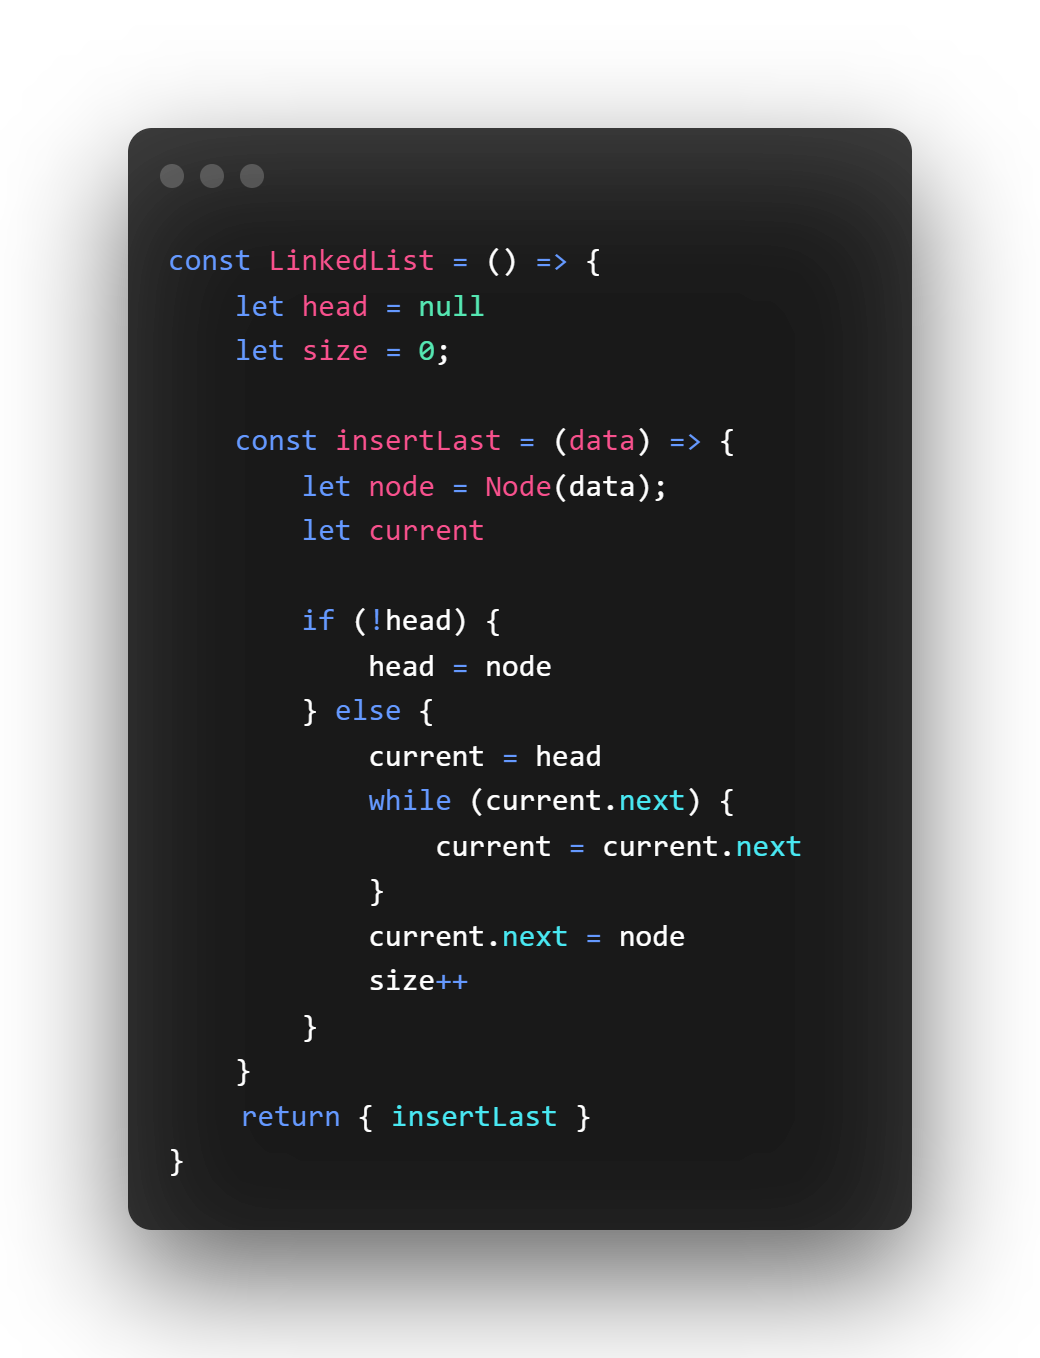 const LinkedList = () => {
    let head = null
    let size = 0;

    const insertLast = (data) => {
        let node = Node(data);
        let current

        if (!head) {
            head = node
        } else {
            current = head
            while (current.next) {
                current = current.next
            }
            current.next = node
            size++
        }
    }
    return { insertLast }
}